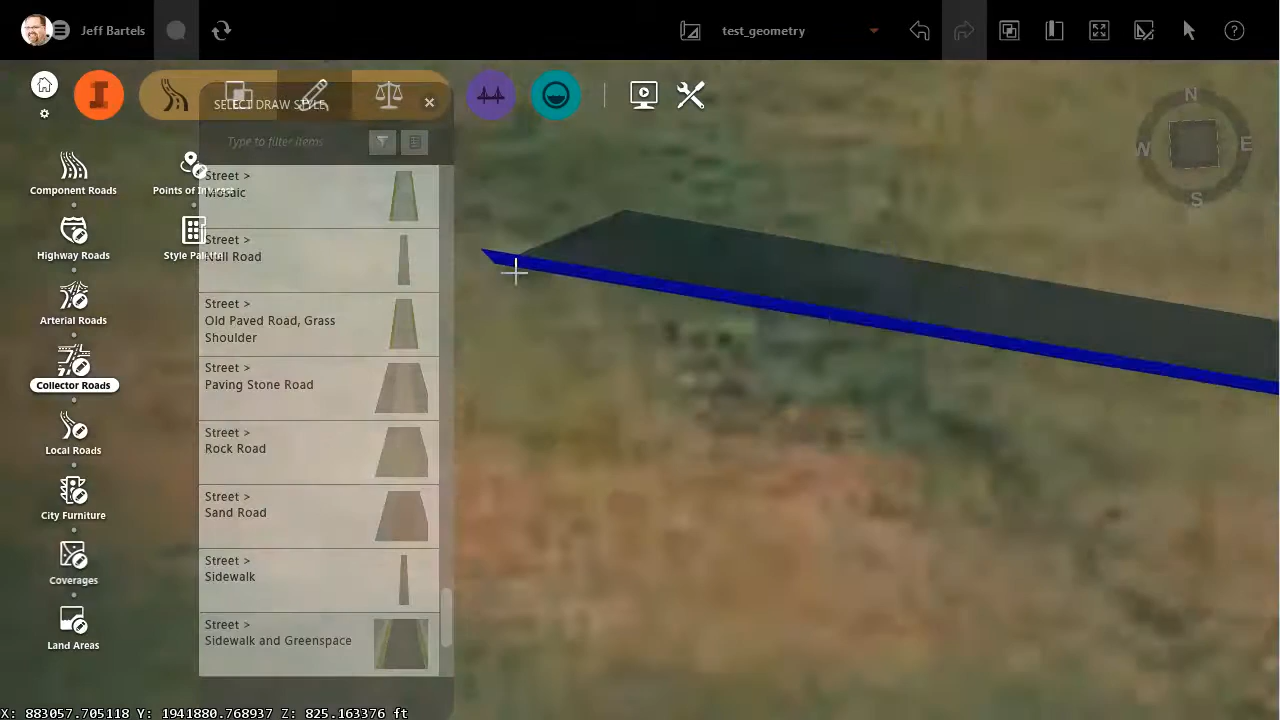 Jeff Bartels
test_geometry
SELECT DRAW STYLE
Type to filter items
Component Roads
Points of Interest
Highway Roads
Style Palette
Arterial Roads
Collector Roads
Local Roads
City Furniture
Coverages
Land Areas
Street >
Mosaic
Street >
Null Road
Street >
Old Paved Road, Grass
Shoulder
Street >
Paving Stone Road
Street >
Rock Road
Street >
Sand Road
Street >
Sidewalk
Street >
Sidewalk and Greenspace
N
W
E
S
X: 883057.705118 Y: 1941880.768937 Z: 825.163376 ft